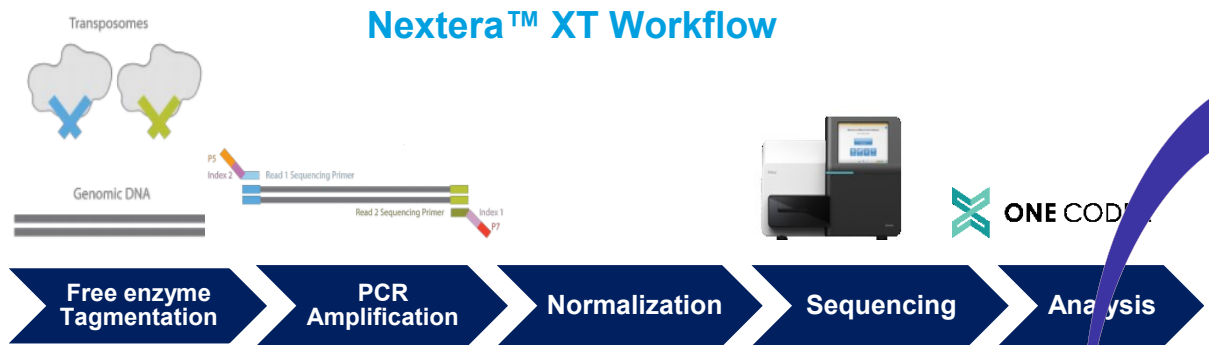 Nextera™ XT Workflow
Transposomes
Genomic DNA
P5
Index 2
Read 1 Sequencing Primer
Read 2 Sequencing Primer
Index 1
P7
ONE
Free enzyme
Tagmentation
PCR
Amplification
Normalization
Sequencing
Analysis